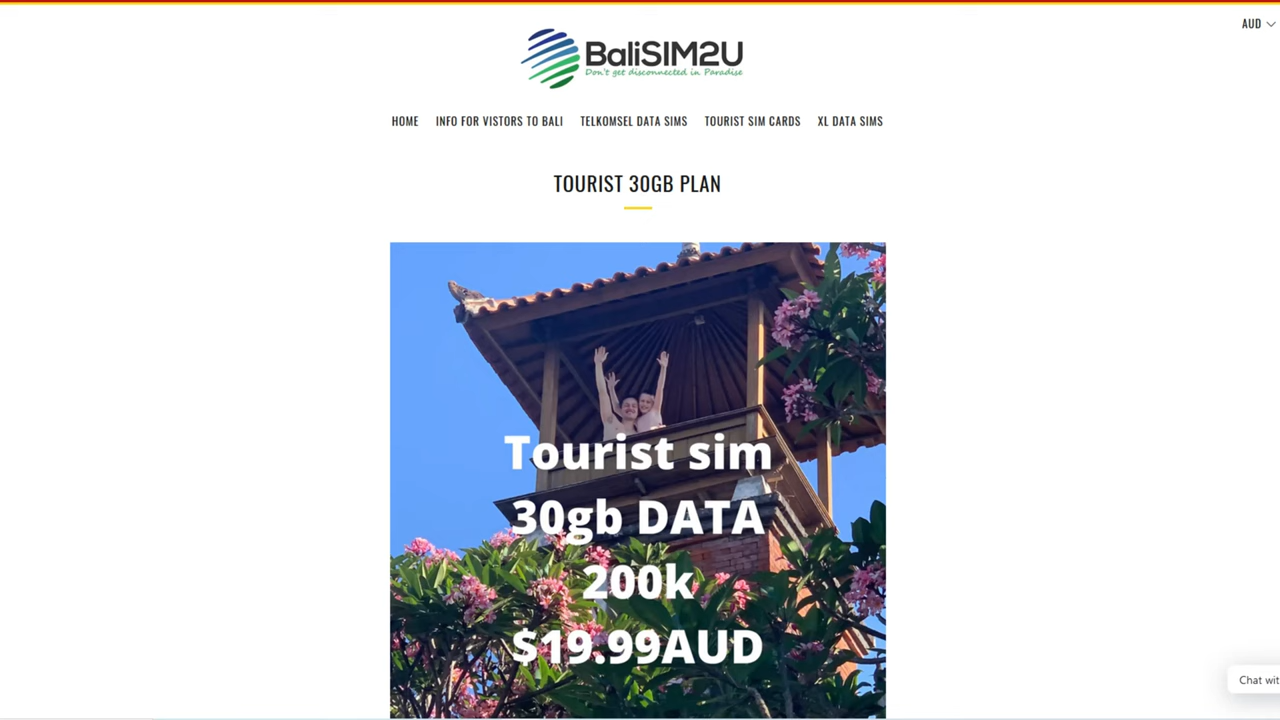 AUD
BaliSIM2U
Don't get disconnected in Paradise
HOME INFO FOR VISTORS TO BALI TELKOMSEL DATA SIMS TOURIST SIM CARDS XL DATA SIMS
TOURIST 30GB PLAN
Tourist sim
30gb DATA
200k
$19.99AUD
Chat wit